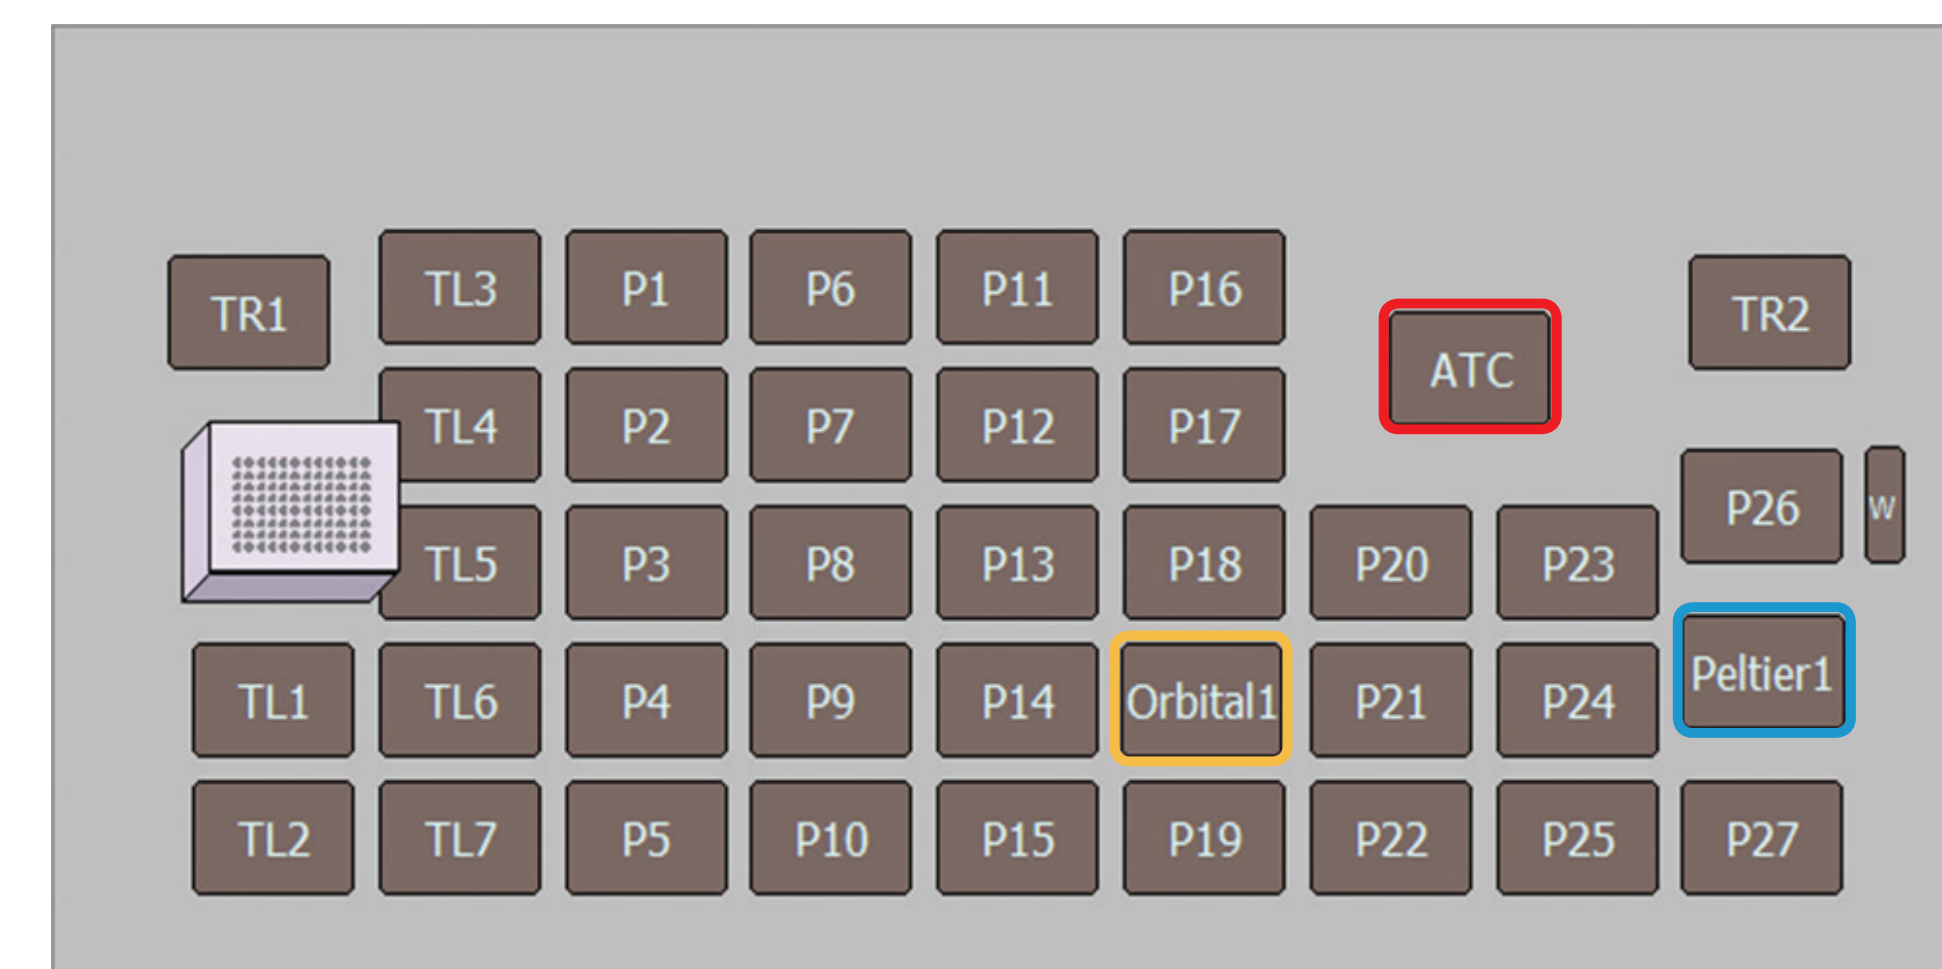 TL3 P1 P6 P11 P16
TR1 TR2
ATC
TL4 P2 P7 P12 P17
P26 W
TL5 P3 P8 P13 P18 P20 P23
Peltier1
TL1 TL6 P4 P9 P14 Orbital1 P21 P24
TL2 TL7 P5 P10 P15 P19 P22 P25 P27